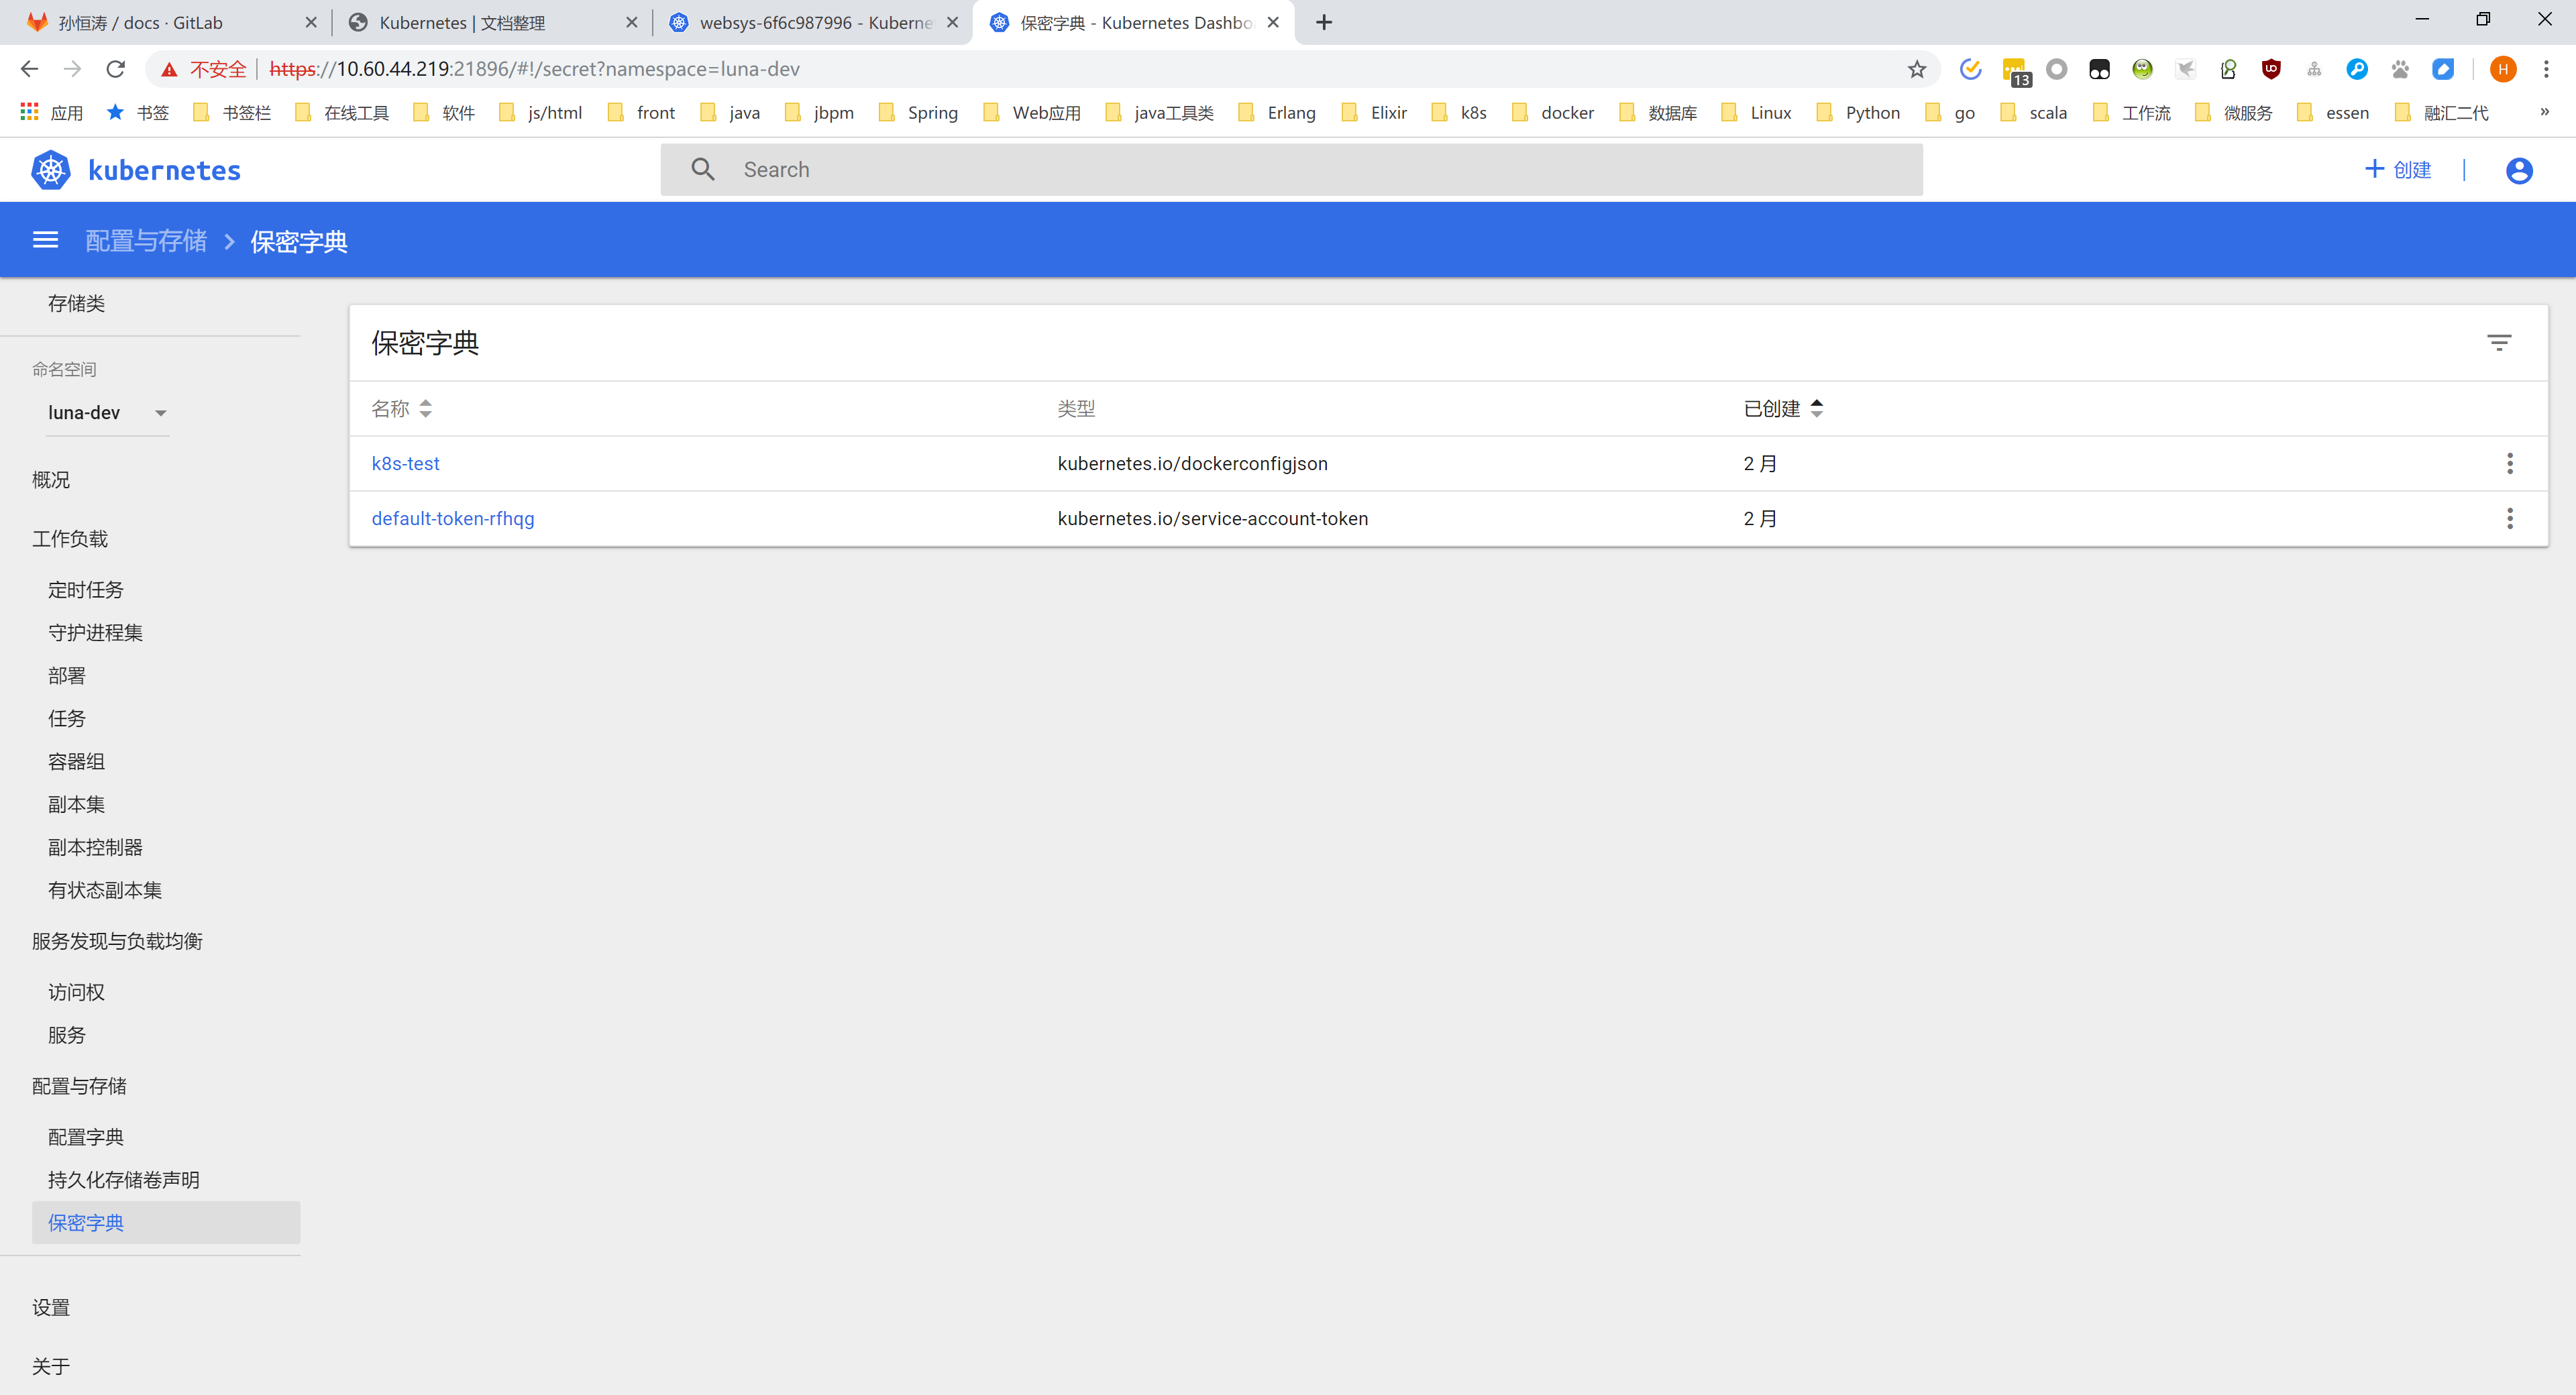 孙恒涛 / docs · GitLab
Kubernetes | 文档整理
websys-6f6c987996 - Kuberne
保密字典 - Kubernetes Dashbo
不安全 | https://10.60.44.219:21896/#!/secret?namespace=luna-dev
13
H
应用 书签 书签栏 在线工具 软件 js/html front java jbpm Spring Web应用 java工具类 Erlang Elixir k8s docker 数据库 Linux Python go scala 工作流 微服务 essen 融汇二代 »
kubernetes
Search
+ 创建 |
配置与存储 > 保密字典
存储类
命名空间
luna-dev
概况
工作负载
定时任务
守护进程集
部署
任务
容器组
副本集
副本控制器
有状态副本集
服务发现与负载均衡
访问权
服务
配置与存储
配置字典
持久化存储卷声明
保密字典
设置
关于
保密字典
名称 类型 已创建
k8s-test kubernetes.io/dockerconfigjson 2 月
default-token-rfhqg kubernetes.io/service-account-token 2 月